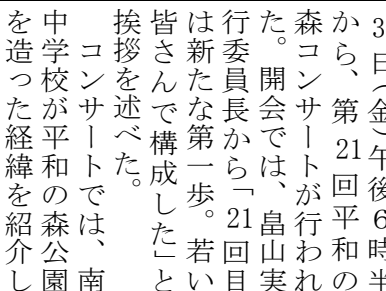 3日(金)午後6時半
から、第21回平和の
森コンサートが行われ
た。開会では、畠山実
行委員長から「21回目
は新たな第一歩。若い
皆さんで構成した」と
挨拶を述べた。
コンサートでは、南
中学校が平和の森公園
を造った経緯を紹介し